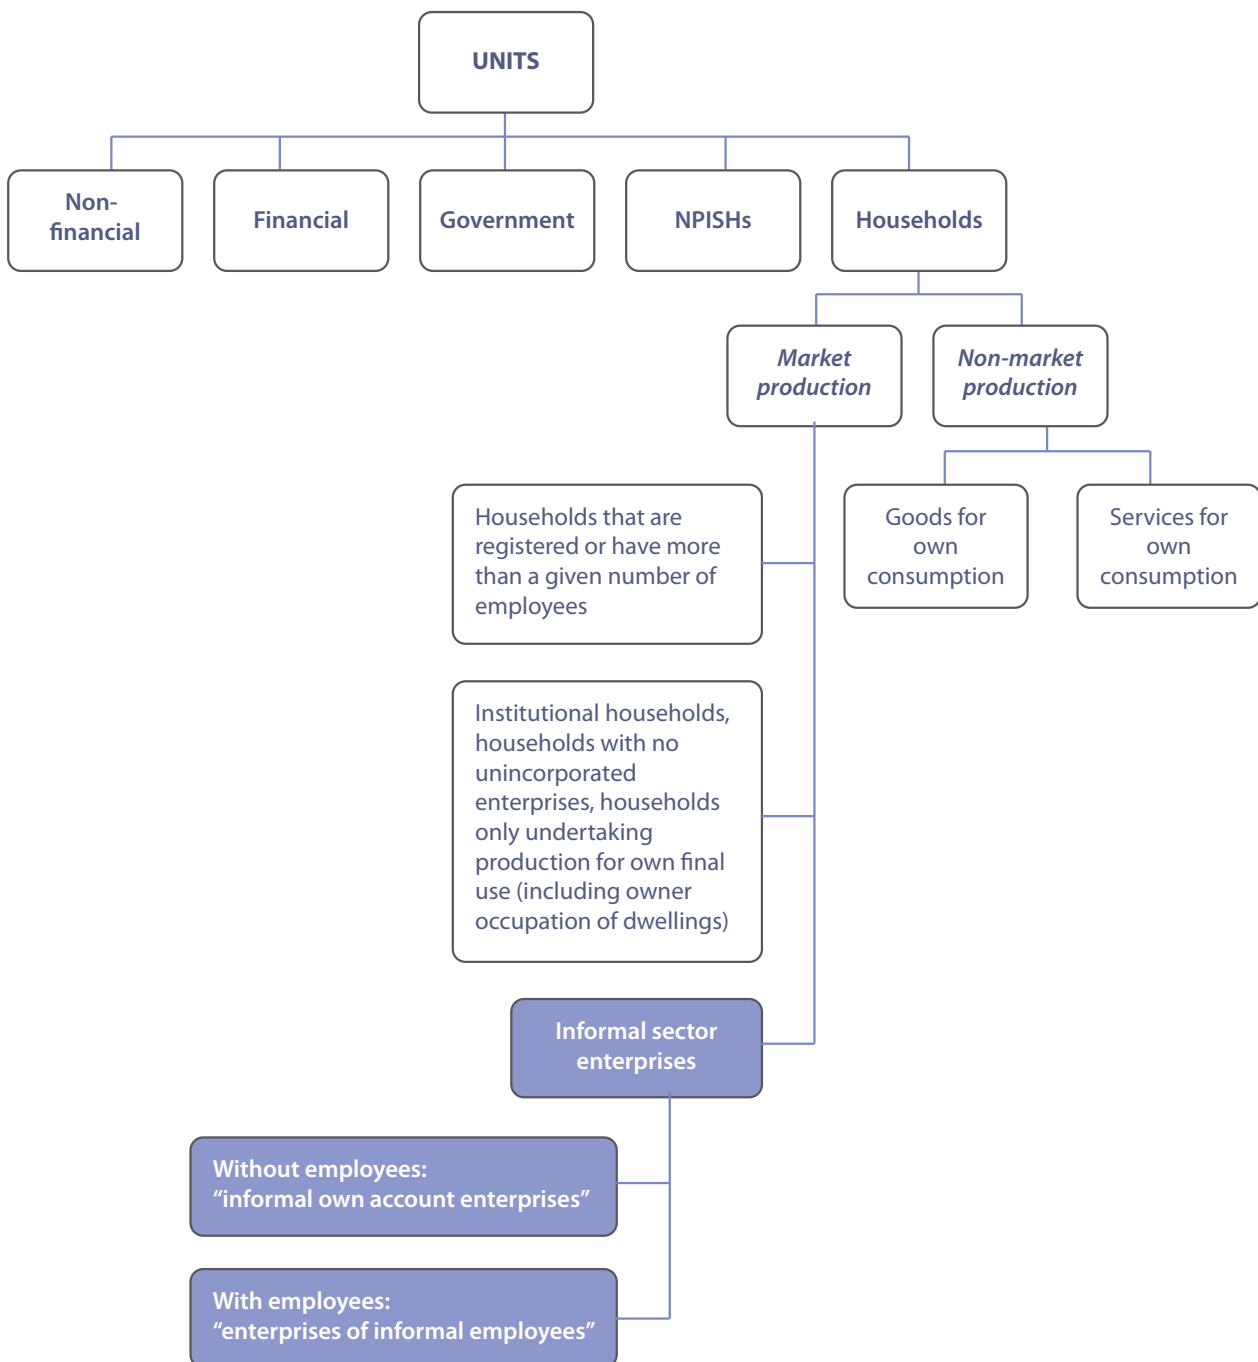 UNITS
Non-
financial
Financial
Government
NPISHs
Households
Market
production
Non-market
production
Households that are
registered or have more
than a given number of
employees
Goods for
own
consumption
Services for
own
consumption
Institutional households,
households with no
unincorporated
enterprises, households
only undertaking
production for own final
use (including owner
occupation of dwellings)
Informal sector
enterprises
Without employees:
“informal own account enterprises”
With employees:
“enterprises of informal employees”